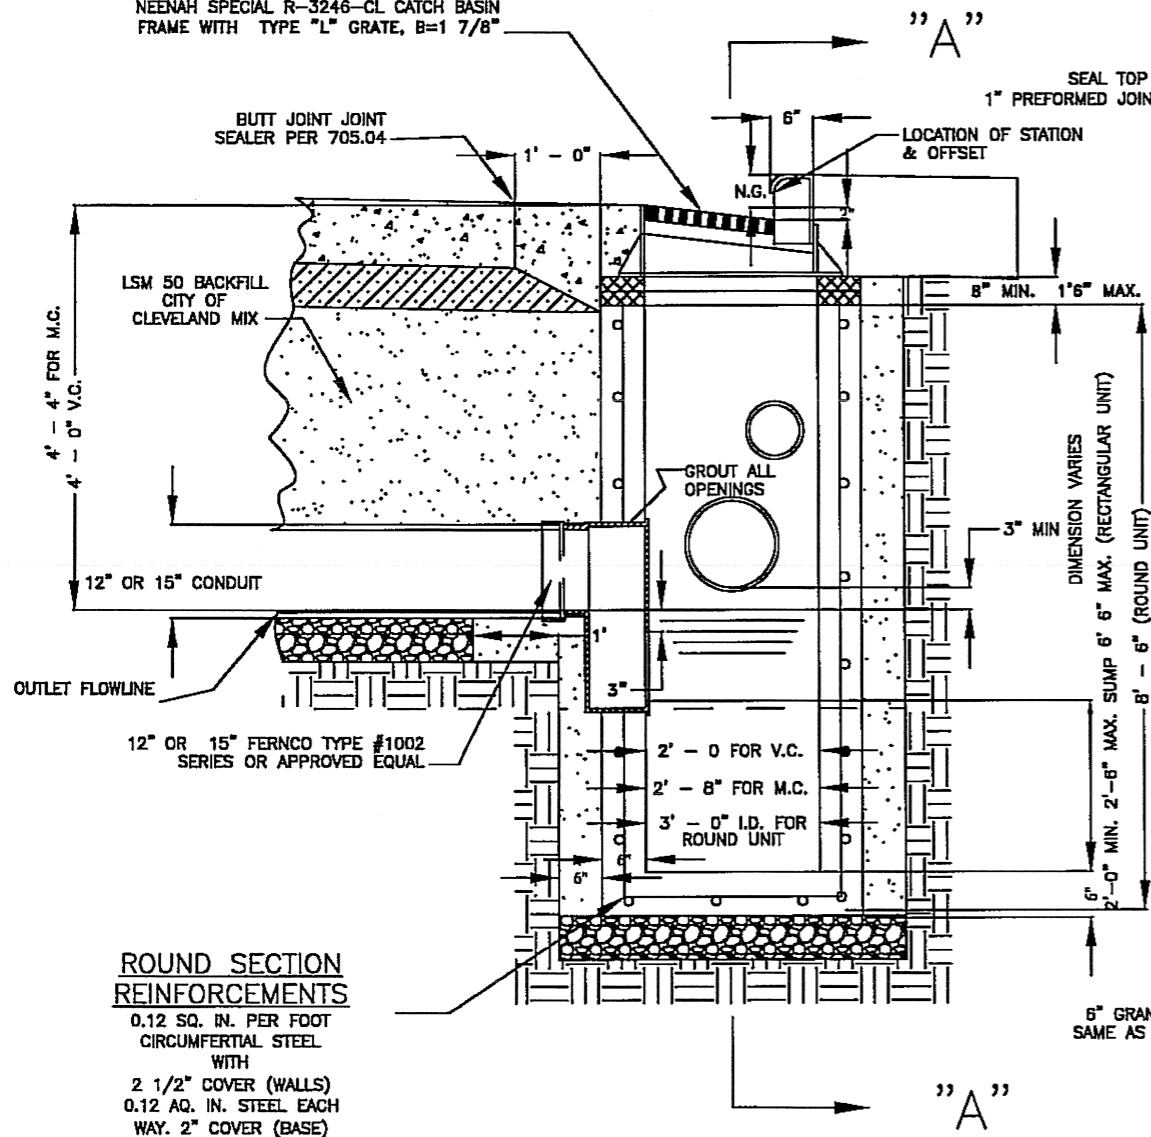 NEENAH SPECIAL R-3246-CL CATCH BASIN
FRAME WITH TYPE "L" GRATE, B=1 7/8"
"A"
SEAL TOP
1" PREFORMED JOIN
BUTT JOINT JOINT
SEALER PER 705.04
6"
LOCATION OF STATION
& OFFSET
1' - 0"
N.G.
2"
LSM 50 BACKFILL
CITY OF
CLEVELAND MIX
8" MIN. 1'6" MAX.
4' - 4" FOR M.C.
4' - 0" V.C.
GROUT ALL
OPENINGS
3" MIN
DIMENSION VARIES
2'-0" MIN. 2'-6" MAX. SUMP 6' 6" MAX. (RECTANGULAR UNIT)
6' - 6" (ROUND UNIT)
12" OR 15" CONDUIT
1'
OUTLET FLOWLINE
3"
12" OR 15" FERNCO TYPE #1002
SERIES OR APPROVED EQUAL
2' - 0 FOR V.C.
2' - 8" FOR M.C.
3' - 0" I.D. FOR
ROUND UNIT
6"
6"
6"
ROUND SECTION
REINFORCEMENTS
0.12 SQ. IN. PER FOOT
CIRCUMFERTIAL STEEL
WITH
2 1/2" COVER (WALLS)
0.12 AQ. IN. STEEL EACH
WAY. 2" COVER (BASE)
6" GRAN
SAME AS
"A"